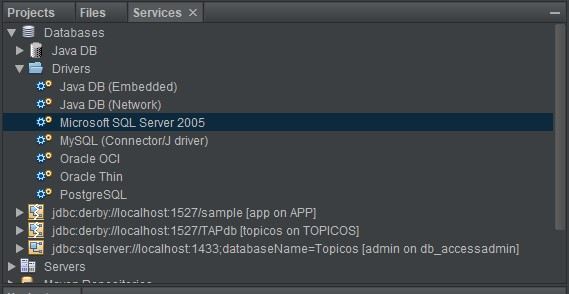 Projects Files Services
Databases
Java DB
Drivers
Java DB (Embedded)
Java DB (Network)
Microsoft SQL Server 2005
MySQL (Connector/J driver)
Oracle OCI
Oracle Thin
PostgreSQL
jdbc:derby://localhost:1527/sample [app on APP]
jdbc:derby://localhost:1527/TAPdb [topicos on TOPICOS]
jdbc:sqlserver://localhost:1433;databaseName=Topicos [admin on db_accessadmin]
Servers
Maven Repositories